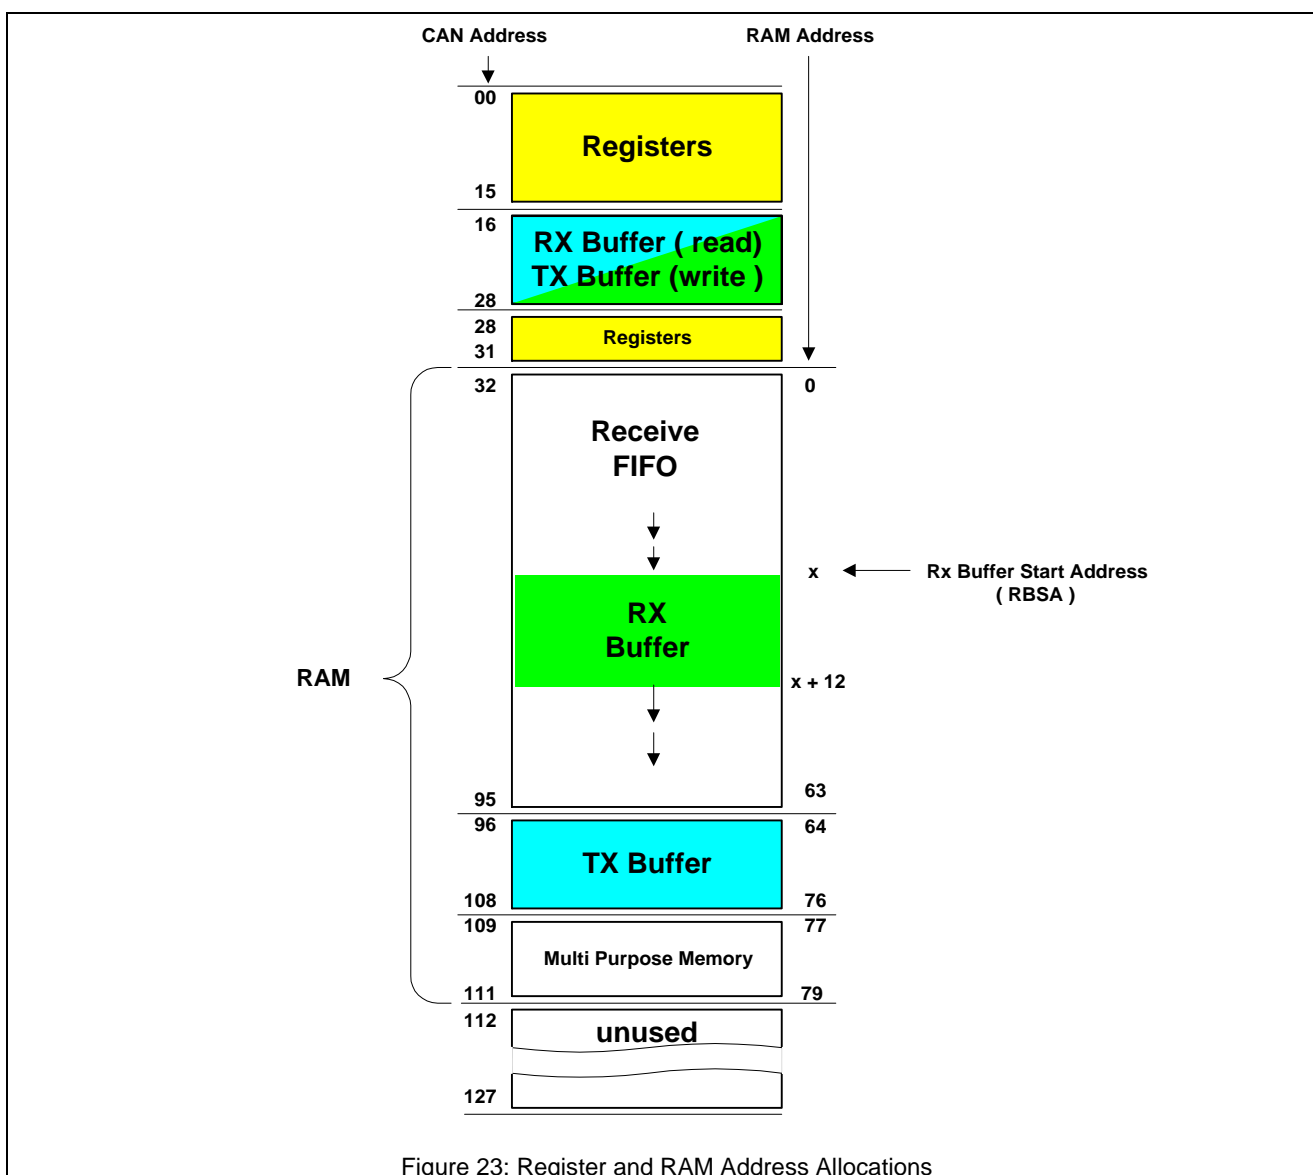 CAN Address
RAM Address
00
Registers
15
16
RX Buffer ( read)
TX Buffer (write )
28
28
Registers
31
32
0
Receive
FIFO
x
Rx Buffer Start Address
( RBSA )
RX
Buffer
RAM
x + 12
95
63
96
64
TX Buffer
108
76
109
77
Multi Purpose Memory
111
79
112
unused
127
Figure 23: Register and RAM Address Allocations